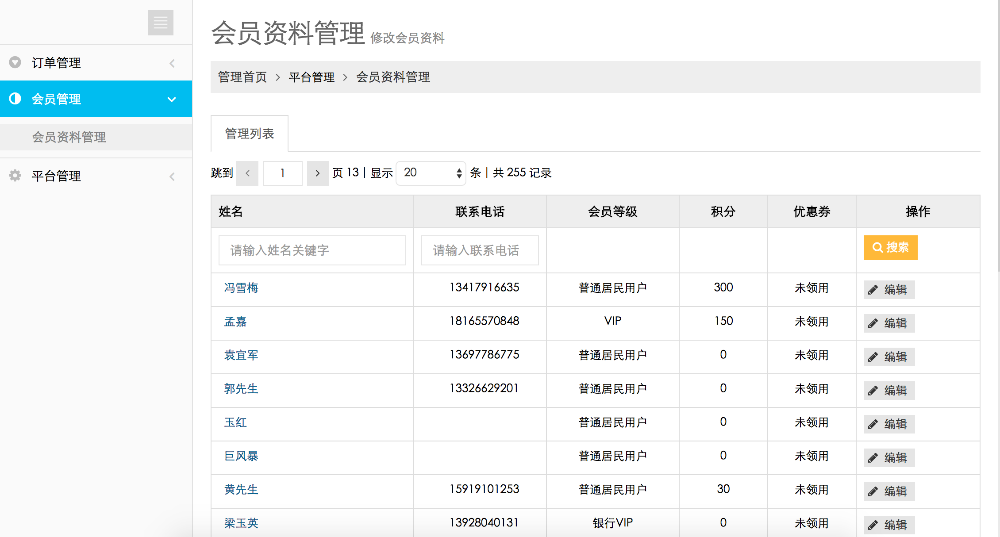 会员资料管理 修改会员资料
订单管理
会员管理
会员资料管理
平台管理
管理首页 > 平台管理 > 会员资料管理
管理列表
跳到 < 1 > 页 13 | 显示 20 条 | 共 255 记录
姓名 联系电话 会员等级 积分 优惠券 操作
请输入姓名关键字 请输入联系电话 搜索
冯雪梅 13417916635 普通居民用户 300 未领用 编辑
孟嘉 18165570848 VIP 150 未领用 编辑
袁宜军 13697786775 普通居民用户 0 未领用 编辑
郭先生 13326629201 普通居民用户 0 未领用 编辑
玉红 普通居民用户 0 未领用 编辑
巨风暴 普通居民用户 0 未领用 编辑
黄先生 15919101253 普通居民用户 30 未领用 编辑
梁玉英 13928040131 银行VIP 0 未领用 编辑